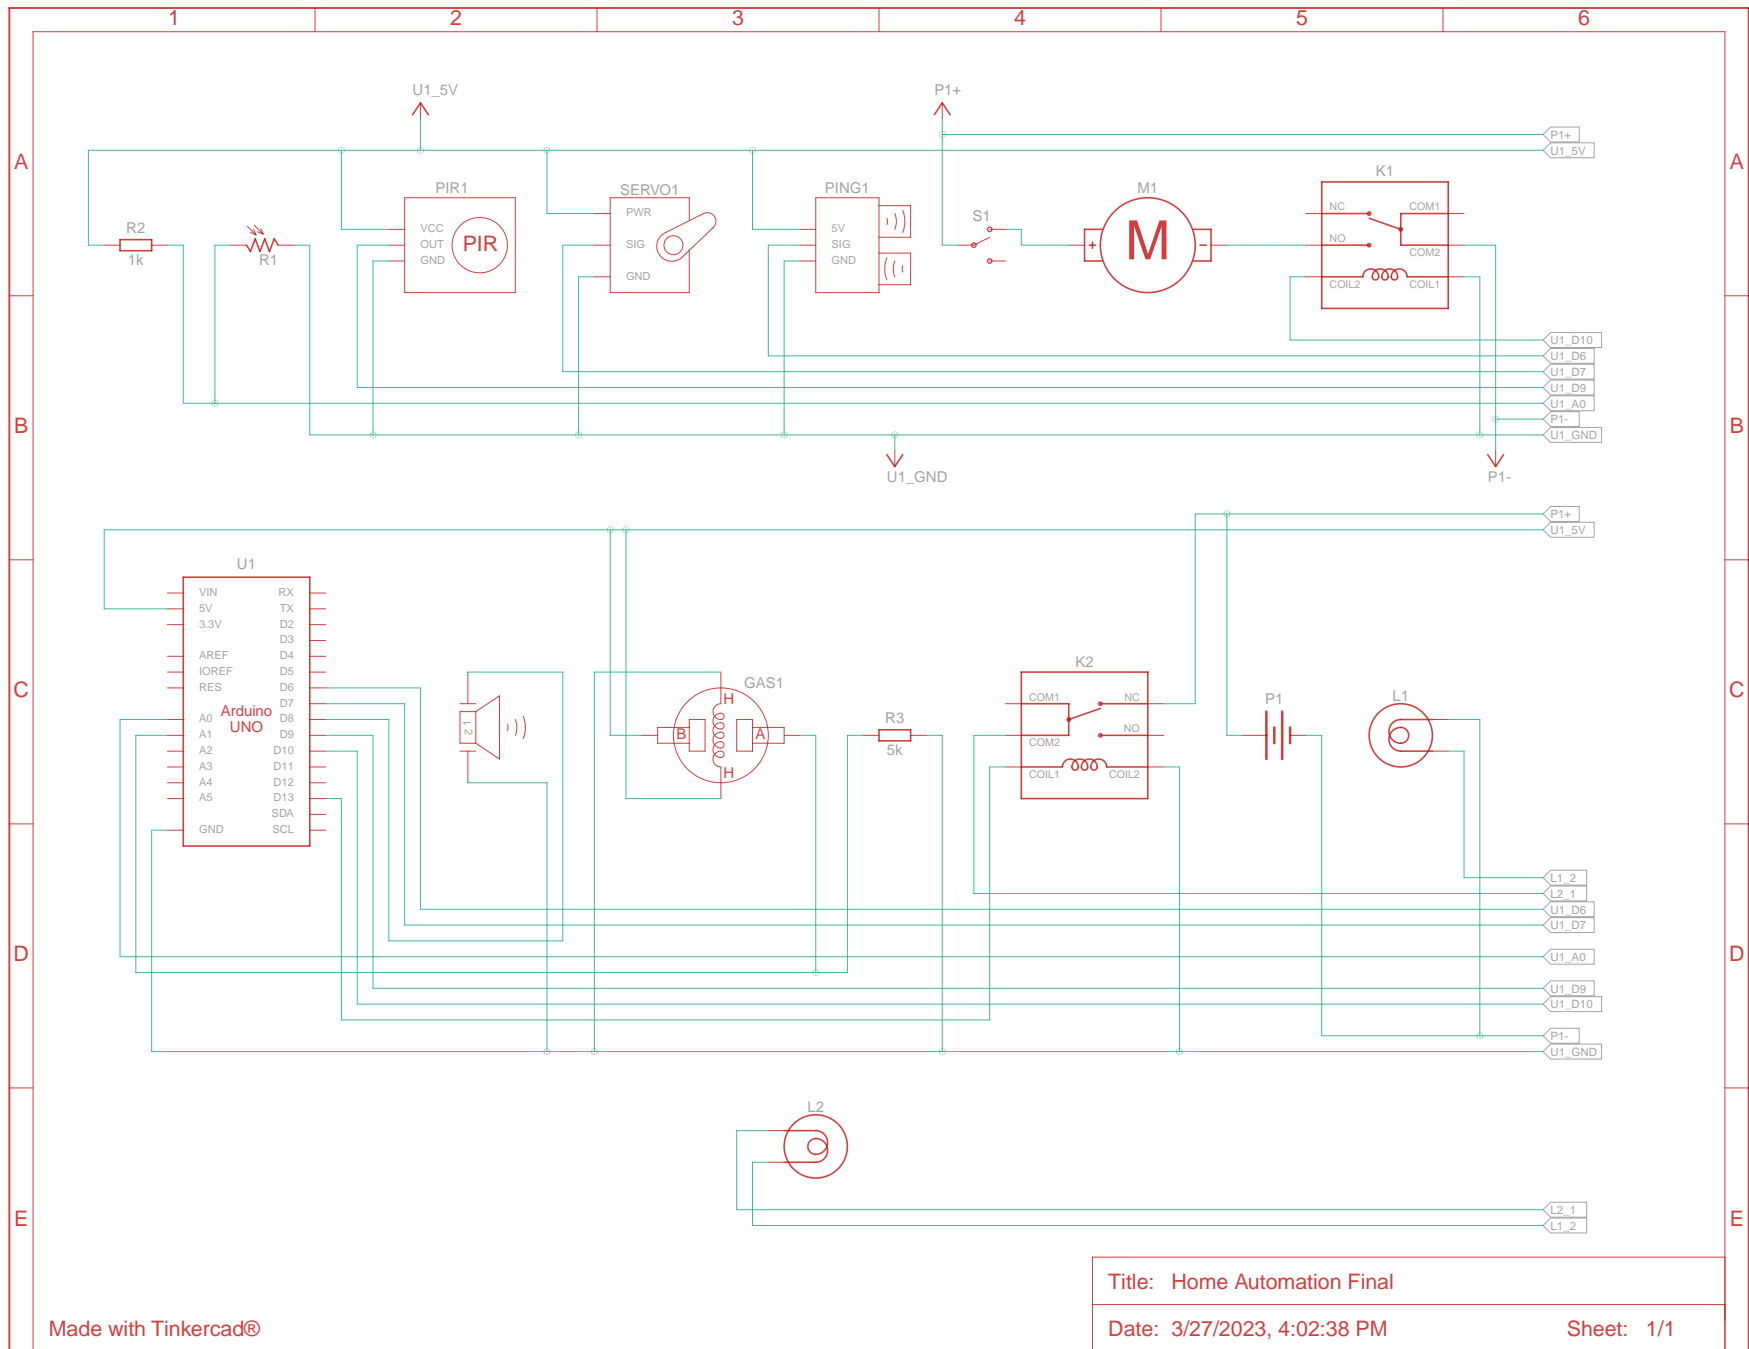 1 2 3 4 5 6
U1_5V P1+
P1+
U1_5V
A A
PIR1 SERVO1 PING1 M1 K1
R2
1k
R1
VCC
OUT
GND
PIR
PWR
SIG
GND
5V
SIG
GND
S1
+ M -
NC COM1
NO
COM2
COIL2 COIL1
U1_D10
U1_D6
U1_D7
U1_D9
U1_A0
P1-
U1_GND
B B
U1_GND P1-
P1+
U1_5V
U1
VIN RX
5V TX
3.3V D2
D3
AREF D4
IOREF D5
RES D6
D7
A0 D8
A1 D9
A2 D10
A3 D11
A4 D12
A5 D13
SDA
GND SCL
Arduino
UNO
C C
1 2
GAS1
H
B A
H
R3
5k
K2
COM1 NC
NO
COM2
COIL1 COIL2
P1
L1
L1_2
L2_1
U1_D6
U1_D7
D D
U1_A0
U1_D9
U1_D10
P1-
U1_GND
L2
E E
L2_1
L1_2
Title: Home Automation Final
Made with Tinkercad®
Date: 3/27/2023, 4:02:38 PM Sheet: 1/1